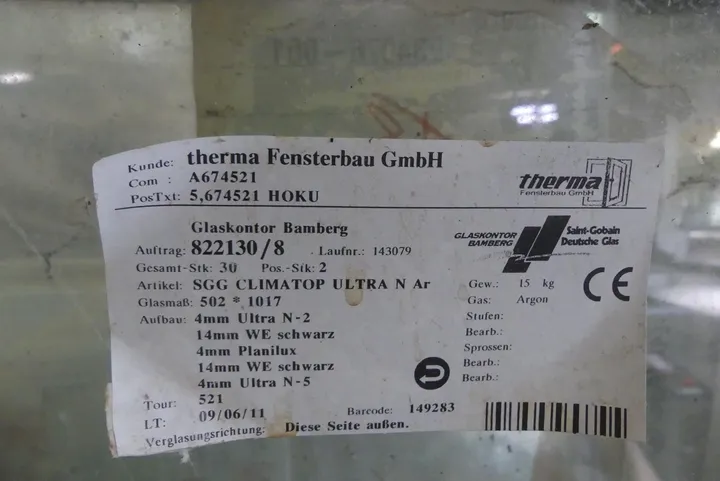 Kunde: therma Fensterbau GmbH
Com : A674521
PosTxt: 5,674521 HOKU
therma
Fensterbau GmbH
Glaskontor Bamberg
Auftrag: 822130/8 . Laufnr.: 143079
Gesamt-Stk: 30 Pos.-Stk: 2
Artikel: SGG CLIMATOP ULTRA N Ar
Glasmaß: 502 * 1017
Aufbau: 4mm Ultra N-2
14mm WE schwarz
4mm Planilux
14mm WE schwarz
4mm Ultra N-5
Tour: 521
LT: 09/06/11
Barcode: 149283
Verglasungsrichtung: Diese Seite außen.
GLASKONTOR
BAMBERG
Saint-Gobain
Deutsche Glas
CE
Gew.: 15 kg
Gas: Argon
Stufen:
Bearb.:
Sprossen:
Bearb.:
Bearb.: